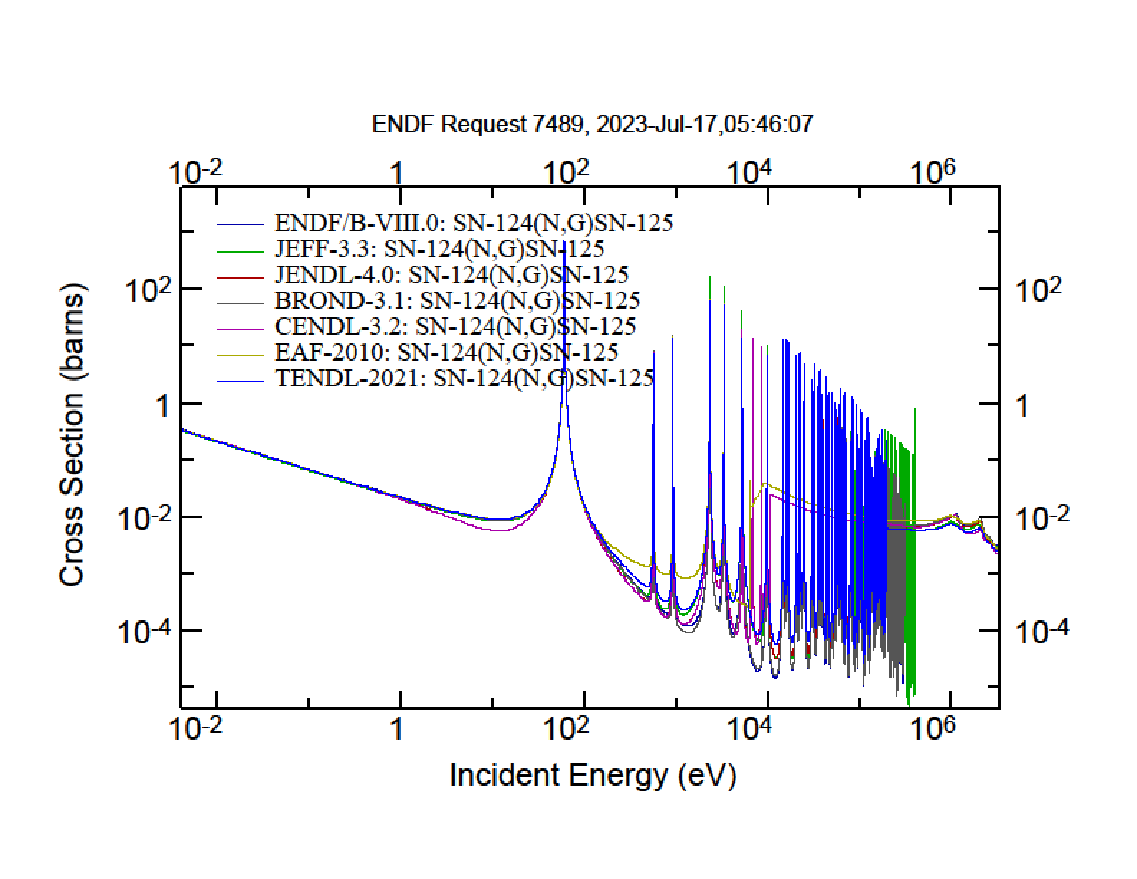 ENDF Request 7489, 2023-Jul-17,05:46:07
10-2 1 102 104 106
ENDF/B-VIII.0: SN-124(N,G)SN-125
JEFF-3.3: SN-124(N,G)SN-125
JENDL-4.0: SN-124(N,G)SN-125
BROND-3.1: SN-124(N,G)SN-125
CENDL-3.2: SN-124(N,G)SN-125
EAF-2010: SN-124(N,G)SN-125
TENDL-2021: SN-124(N,G)SN-125
Cross Section (barns)
102 102
1 1
10-2 10-2
10-4 10-4
10-2 1 102 104 106
Incident Energy (eV)